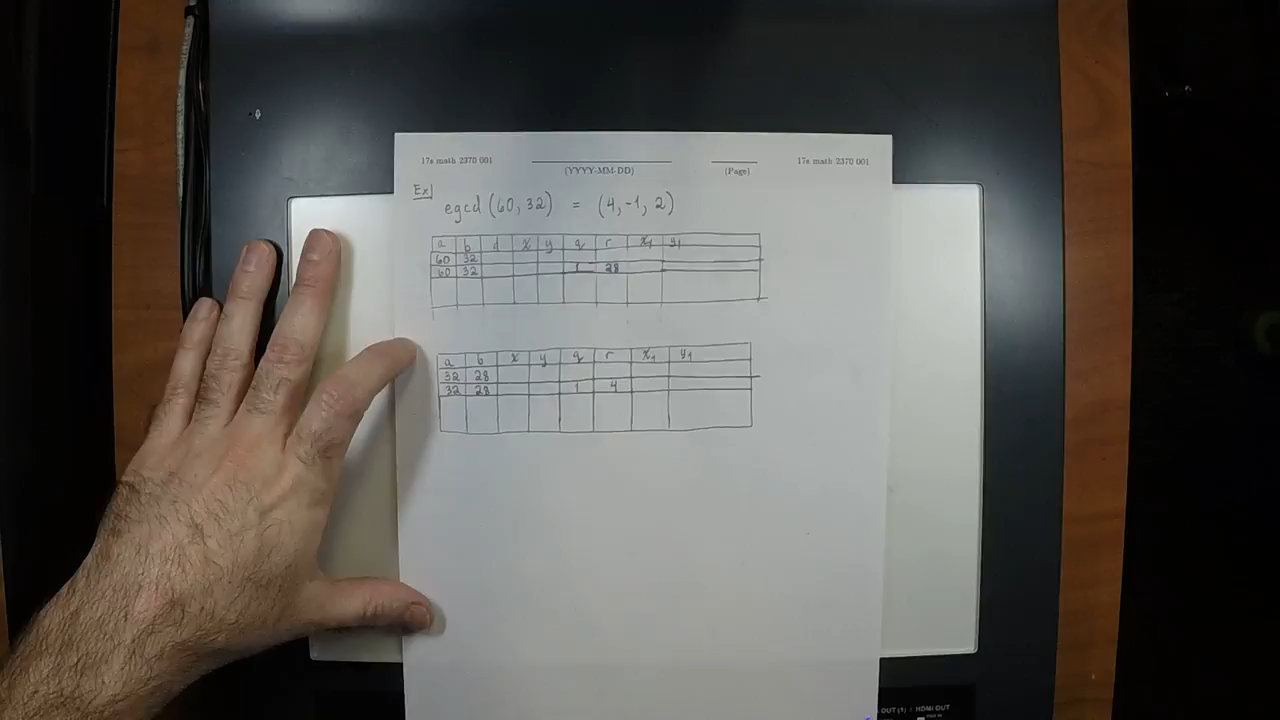 17s math 2370 001 (YYYY-MM-DD) (Page) 17s math 2370 001
Ex
egcd (60, 32) = (4, -1, 2)
a b d x y q r x₁ y₁
60 32
60 32 1 28
a b x y q r x₁ y₁
32 28
32 28 1 4
OUT (1) / HDMI OUT